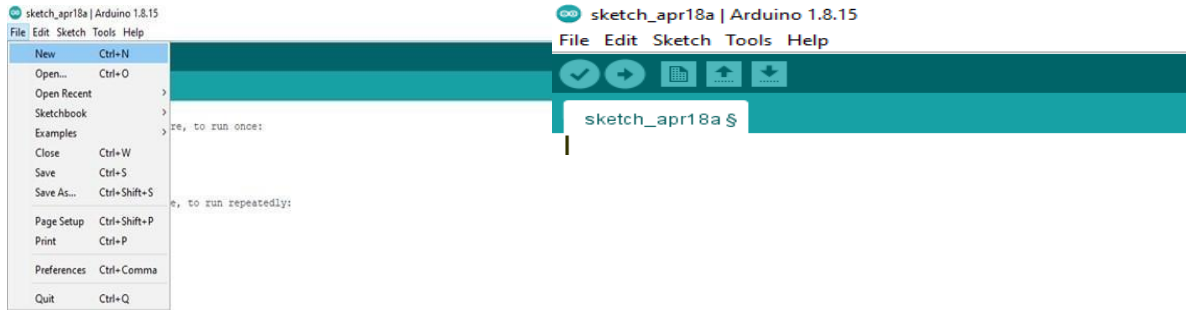 sketch_apr18a | Arduino 1.8.15
File Edit Sketch Tools Help
New Ctrl+N
Open... Ctrl+O
Open Recent
Sketchbook
Examples
Close Ctrl+W
Save Ctrl+S
Save As... Ctrl+Shift+S
Page Setup Ctrl+Shift+P
Print Ctrl+P
Preferences Ctrl+Comma
Quit Ctrl+Q
re, to run once:
e, to run repeatedly:
sketch_apr18a | Arduino 1.8.15
File Edit Sketch Tools Help
sketch_apr18a §